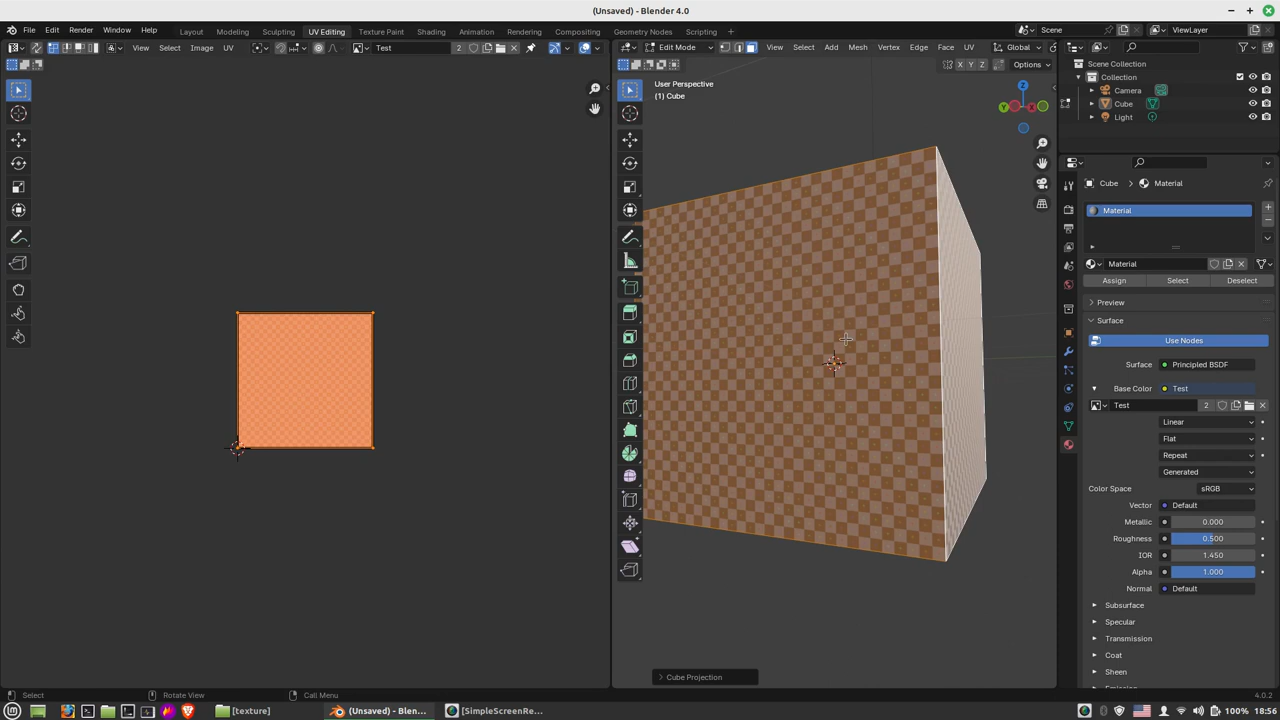 (Unsaved) - Blender 4.0
File Edit Render Window Help Layout Modeling Sculpting UV Editing Texture Paint Shading Animation Rendering Compositing Geometry Nodes Scripting Scene ViewLayer
View Select Image UV Test 2 Edit Mode View Select Add Mesh Vertex Edge Face UV Global
X Y Z Options
User Perspective
(1) Cube
Scene Collection
Collection
Camera
Cube
Light
Cube Material
Material
Material
Assign Select Deselect
Preview
Surface
Use Nodes
Surface Principled BSDF
Base Color Test
Test 2
Linear
Flat
Repeat
Generated
Color Space sRGB
Vector Default
Metallic 0.000
Roughness 0.500
IOR 1.450
Alpha 1.000
Normal Default
Subsurface
Specular
Transmission
Coat
Sheen
Z
Y X
Cube Projection
Select Rotate View Call Menu 4.0.2
[texture] (Unsaved) - Blen... [SimpleScreenRe... 100% 18:56